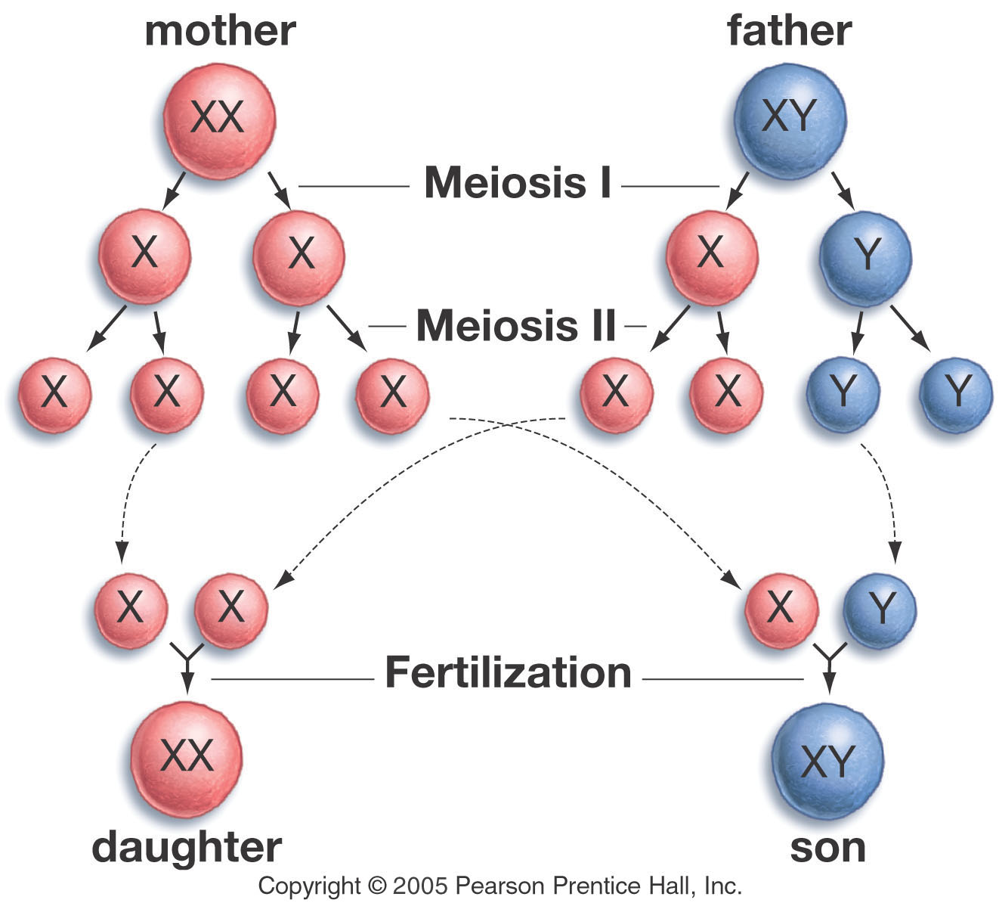 mother father
XX XY
Meiosis I
X X X Y
Meiosis II
X X X X X X Y Y
X X X Y
Fertilization
XX XY
daughter son
Copyright © 2005 Pearson Prentice Hall, Inc.